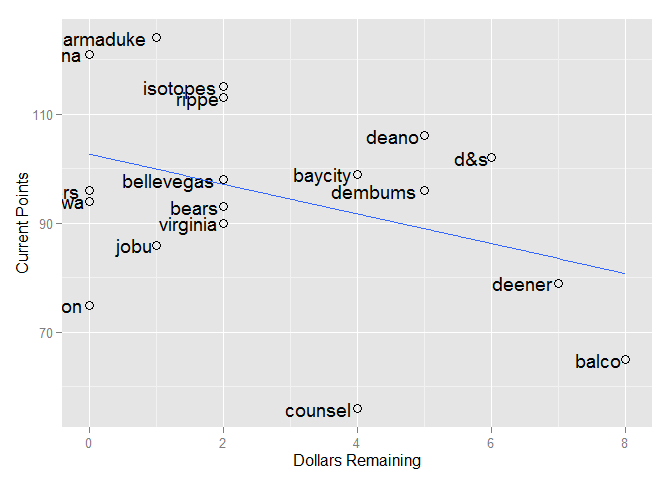 armaduke
na
isotopes
rippe
110
deano
d&s
baycity
bellevegas
dembums
rs
wa
bears
90
virginia
jobu
deener
on
70
balco
counsel
0
2
4
6
8
Dollars Remaining
Current Points